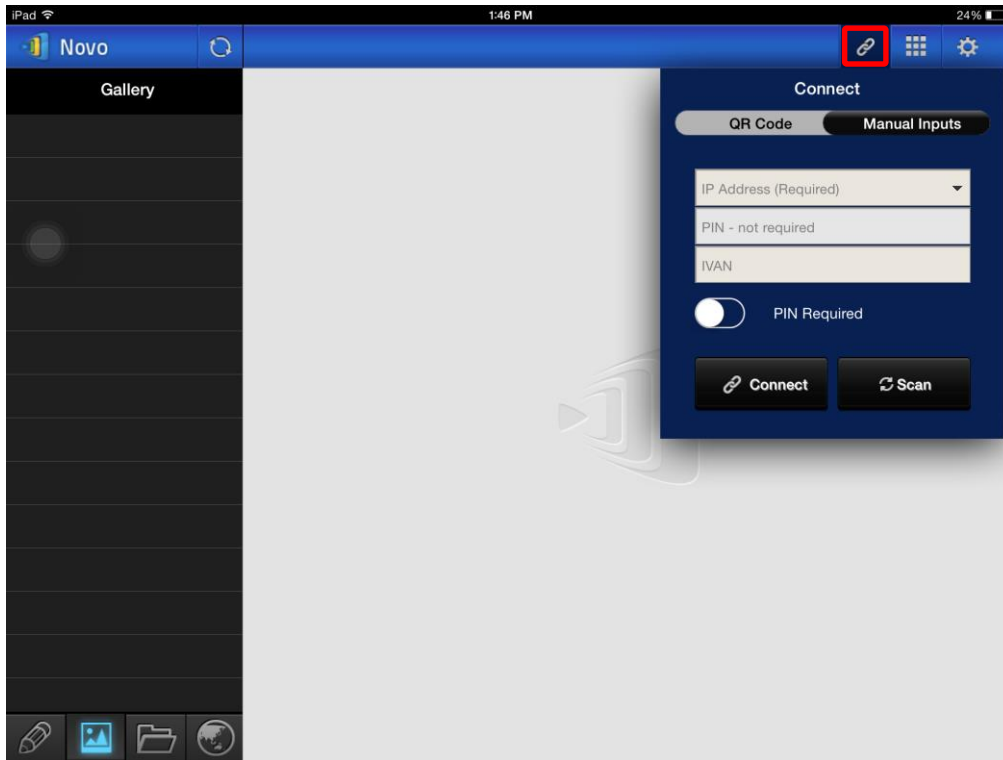 iPad 1:46 PM 24%
Novo
Gallery
Connect
QR Code Manual Inputs
IP Address (Required)
PIN - not required
IVAN
PIN Required
Connect Scan